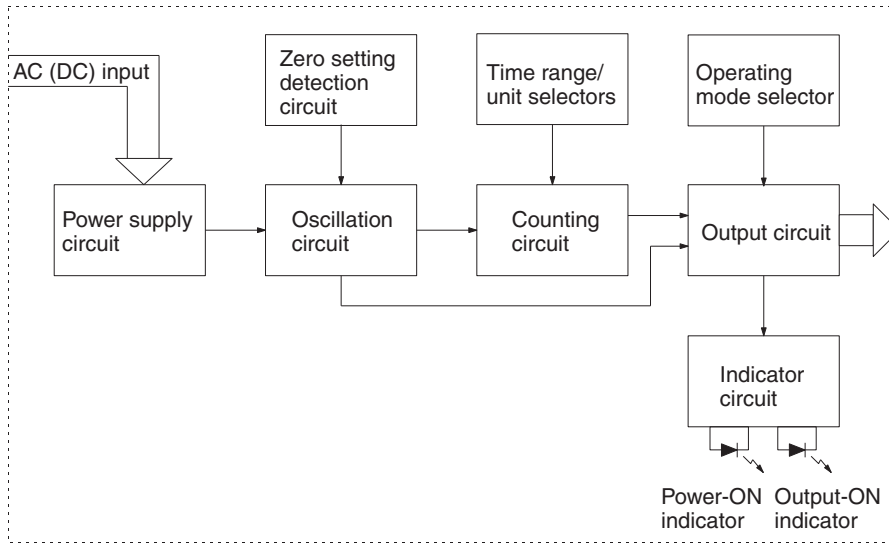 AC (DC) input
Zero setting
detection
circuit
Time range/
unit selectors
Operating
mode selector
Power supply
circuit
Oscillation
circuit
Counting
circuit
Output circuit
Indicator
circuit
Power-ON
indicator
Output-ON
indicator